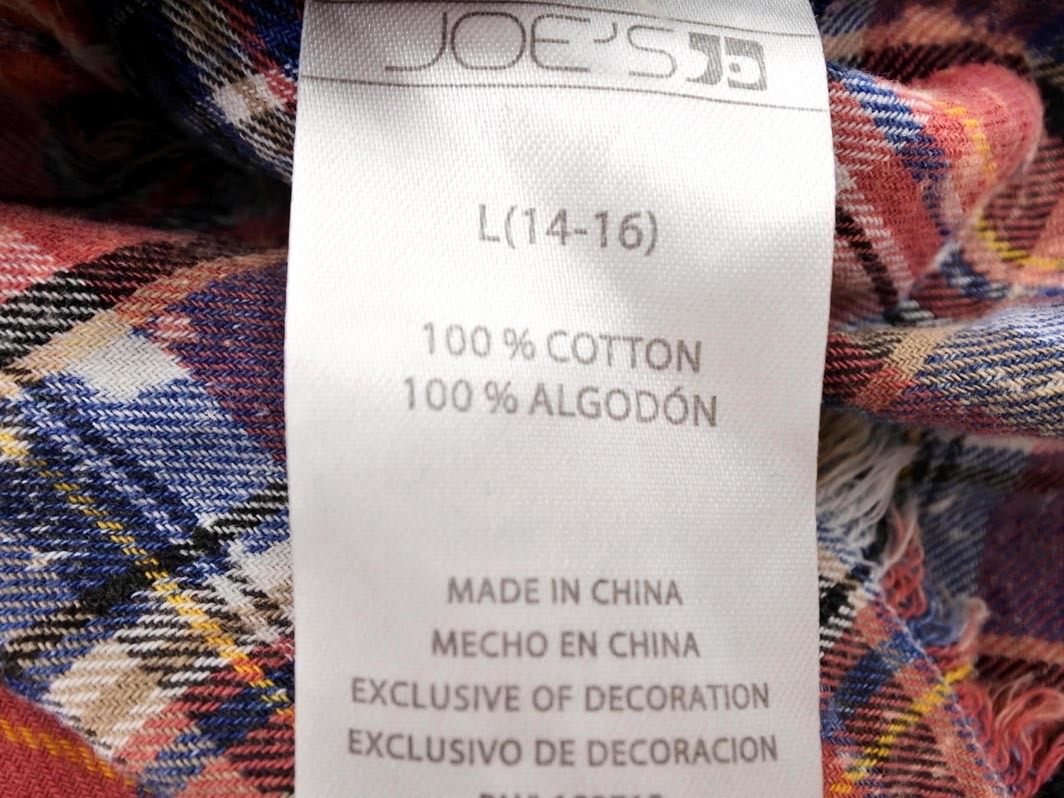 JOE'S
L(14-16)
100 % COTTON
100 % ALGODÓN
MADE IN CHINA
MECHO EN CHINA
EXCLUSIVE OF DECORATION
EXCLUSIVO DE DECORACION